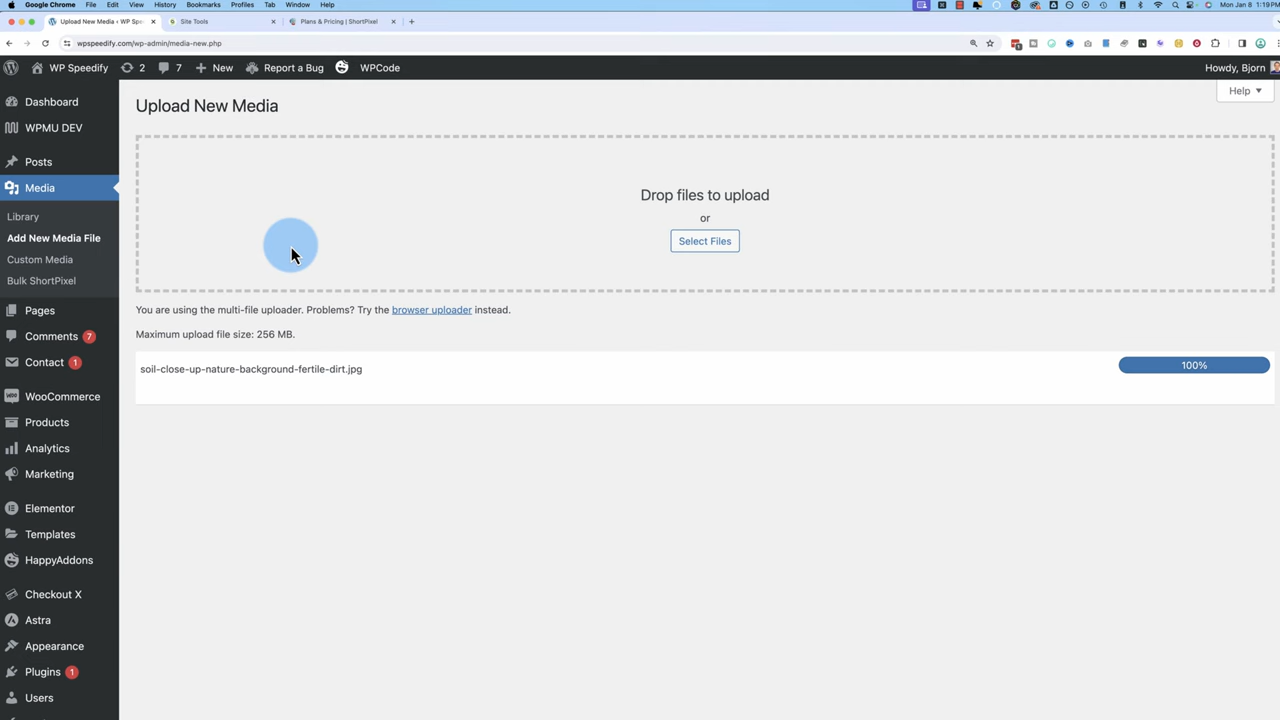 Google Chrome File Edit View History Bookmarks Profiles Tab Window Help Mon Jan 8 1:19PM
Upload New Media < WP Spe Site Tools Plans & Pricing | ShortPixel
wpspeedify.com/wp-admin/media-new.php
WP Speedify 2 7 New Report a Bug WPCode Howdy, Bjorn
Help
Upload New Media
Dashboard
WPMU DEV
Posts
Media
Library
Add New Media File
Custom Media
Bulk ShortPixel
Pages
Comments 7
Contact 1
WooCommerce
Products
Analytics
Marketing
Elementor
Templates
HappyAddons
Checkout X
Astra
Appearance
Plugins 1
Users
Drop files to upload
or
Select Files
You are using the multi-file uploader. Problems? Try the browser uploader instead.
Maximum upload file size: 256 MB.
soil-close-up-nature-background-fertile-dirt.jpg 100%